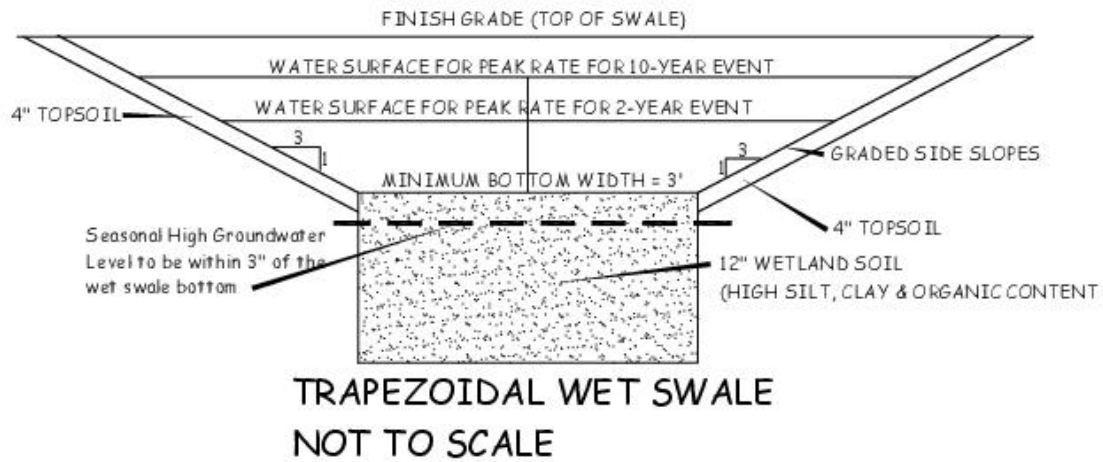 FINISH GRADE (TOP OF SWALE)
WATER SURFACE FOR PEAK RATE FOR 10-YEAR EVENT
WATER SURFACE FOR PEAK RATE FOR 2-YEAR EVENT
4" TOPSOIL
3
1
3
1
GRADED SIDE SLOPES
MINIMUM BOTTOM WIDTH = 3'
4" TOPSOIL
Seasonal High Groundwater
Level to be within 3" of the
wet swale bottom
12" WETLAND SOIL
(HIGH SILT, CLAY & ORGANIC CONTENT
TRAPEZOIDAL WET SWALE
NOT TO SCALE